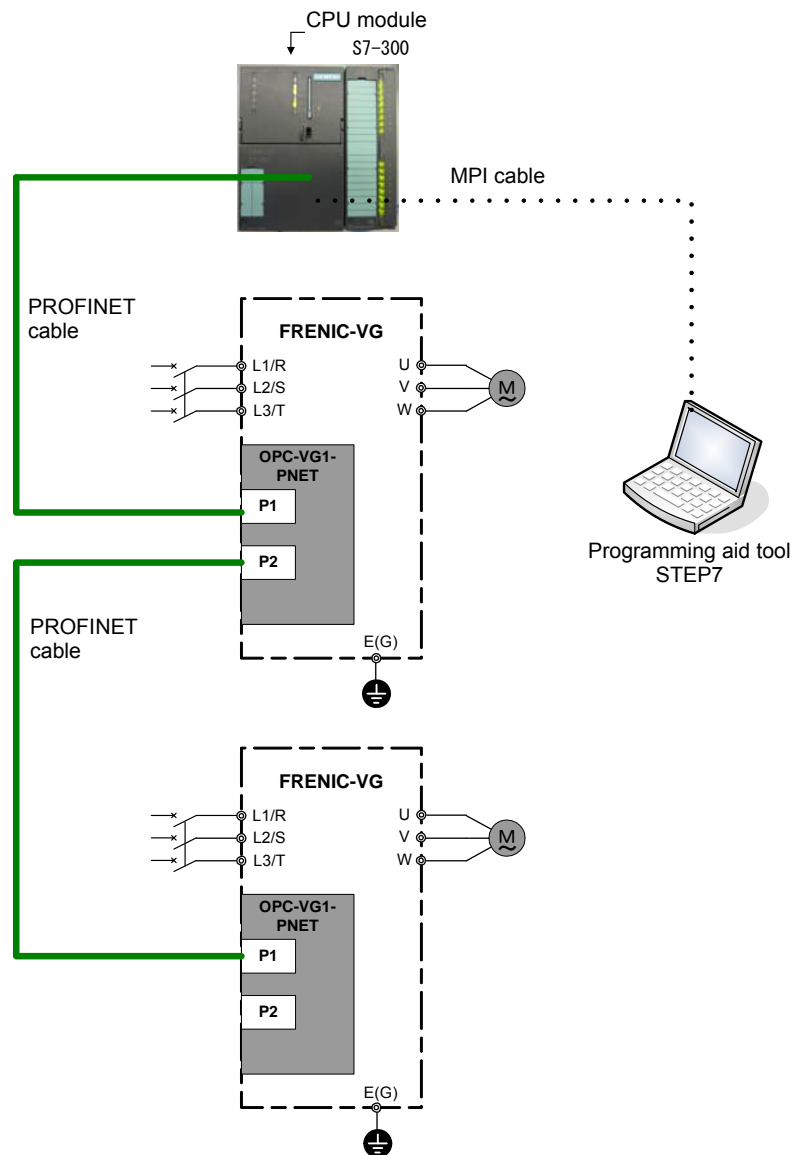 CPU module
S7-300
SIEMENS
MPI cable
PROFINET
cable
FRENIC-VG
L1/R
L2/S
L3/T
U
V
W
M
~
OPC-VG1-
PNET
P1
P2
E(G)
Programming aid tool
STEP7
PROFINET
cable
FRENIC-VG
L1/R
L2/S
L3/T
U
V
W
M
~
OPC-VG1-
PNET
P1
P2
E(G)